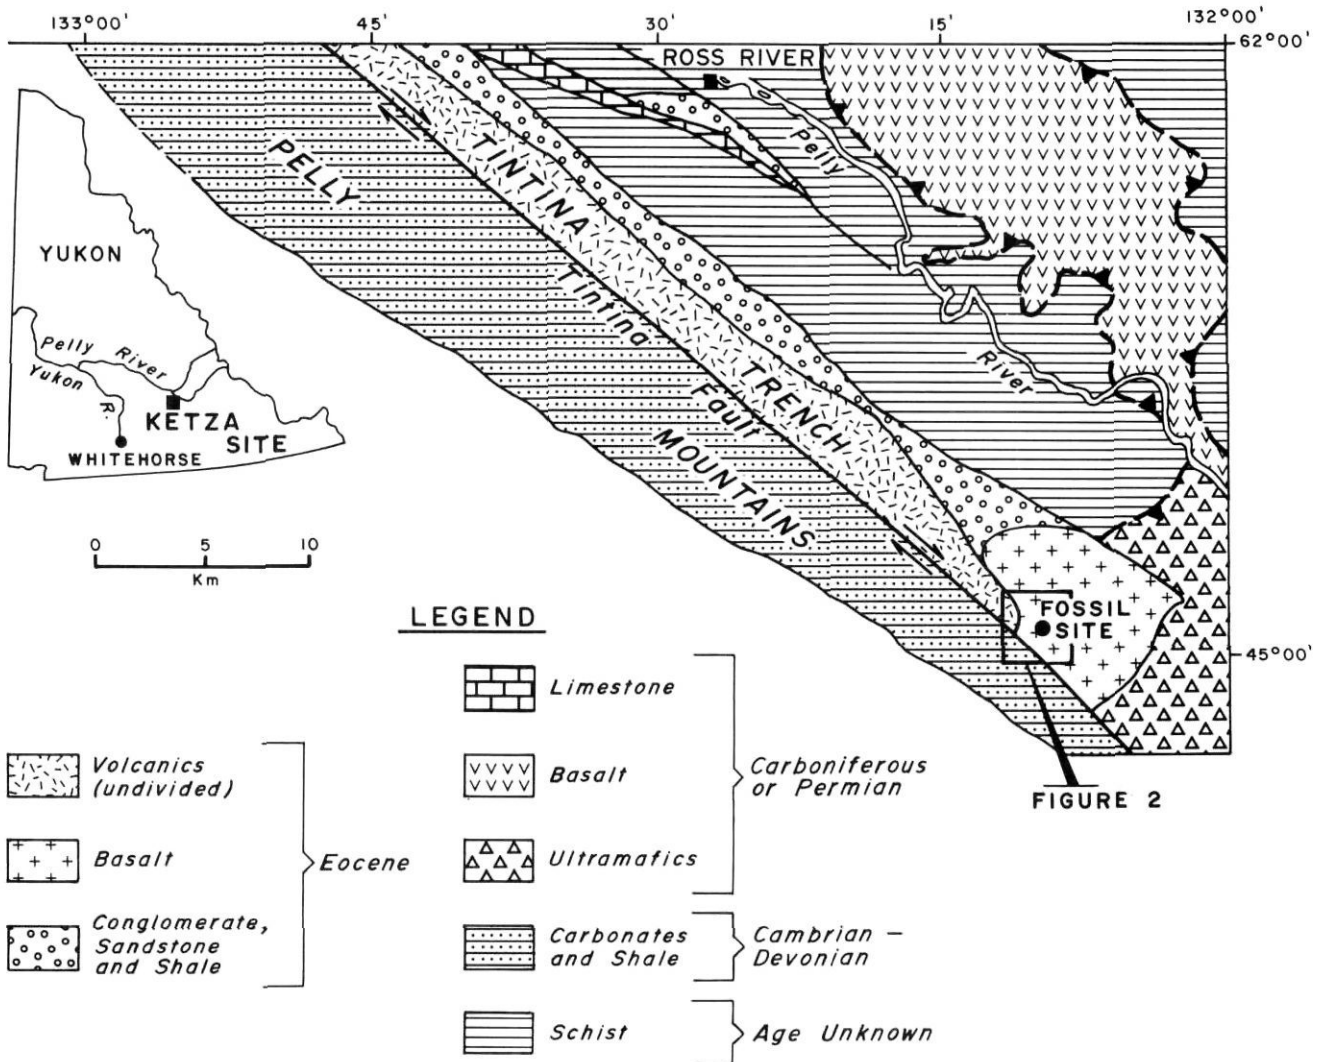 133°00'
45'
30'
15'
132°00'
62°00'
ROSS RIVER
Pelly
River
PELLY
MOUNTAINS
TINTINA
TRENCH
Tintina
Fault
YUKON
Pelly River
Yukon R.
KETZA
SITE
WHITEHORSE
0 5 10
Km
FOSSIL
SITE
45°00'
FIGURE 2
LEGEND
Volcanics
(undivided)
Basalt
Conglomerate,
Sandstone
and Shale
Eocene
Limestone
Basalt
Ultramafics
Carboniferous
or Permian
Carbonates
and Shale
Cambrian –
Devonian
Schist
Age Unknown